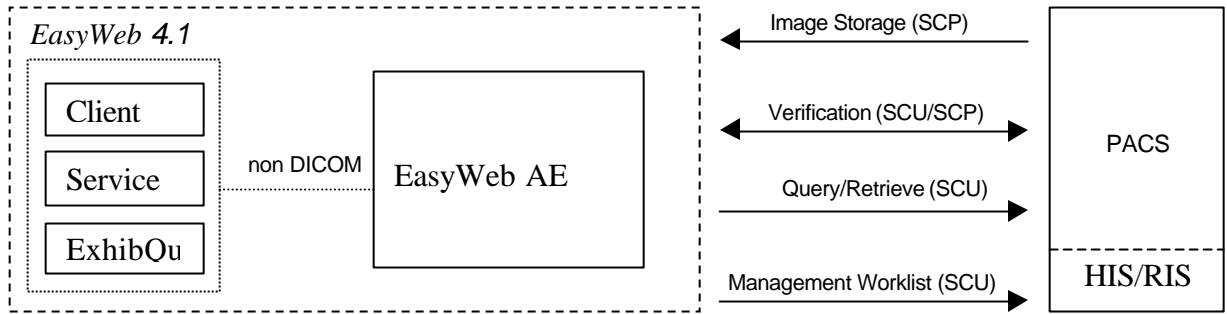 EasyWeb 4.1
Client
Service
ExhibQu
non DICOM
EasyWeb AE
Image Storage (SCP)
Verification (SCU/SCP)
Query/Retrieve (SCU)
Management Worklist (SCU)
PACS
HIS/RIS